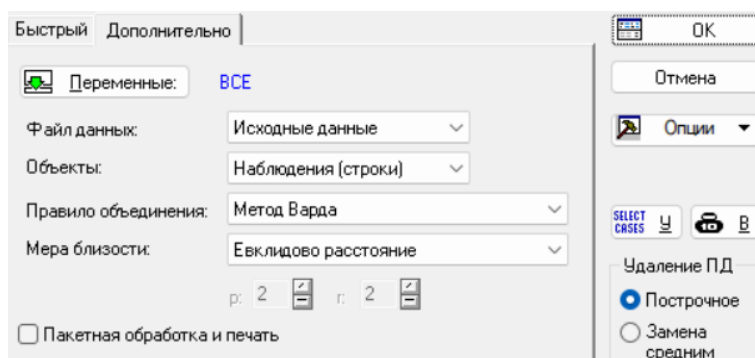 Быстрый Дополнительно
Переменные: ВСЕ
Файл данных: Исходные данные
Объекты: Наблюдения (строки)
Правило объединения: Метод Варда
Мера близости: Евклидово расстояние
p: 2 r: 2
Пакетная обработка и печать
OK
Отмена
Опции
SELECT CASES У В
Удаление ПД
Построчное
Замена
средним